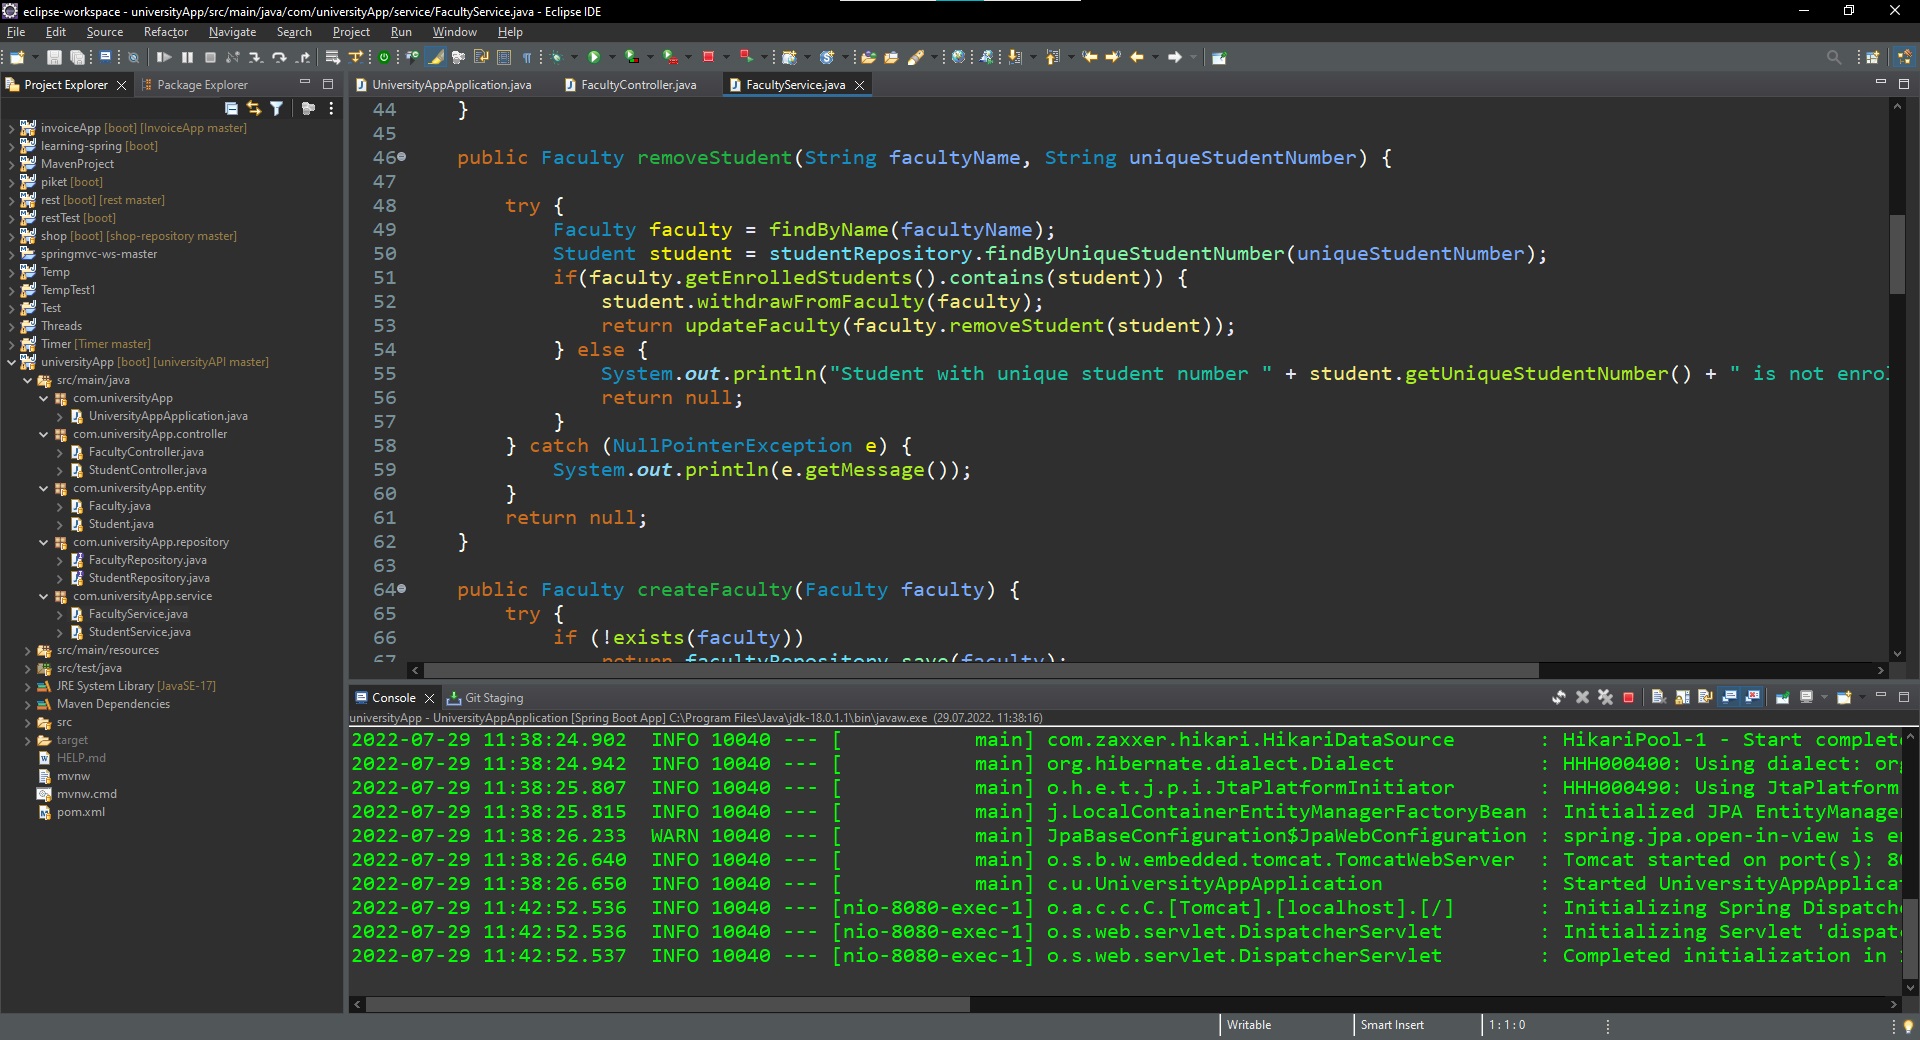 eclipse-workspace - universityApp/src/main/java/com/universityApp/service/FacultyService.java - Eclipse IDE
File Edit Source Refactor Navigate Search Project Run Window Help
Project Explorer Package Explorer
invoiceApp [boot] [InvoiceApp master]
learning-spring [boot]
MavenProject
piket [boot]
rest [boot] [rest master]
restTest [boot]
shop [boot] [shop-repository master]
springmvc-ws-master
Temp
TempTest1
Test
Threads
Timer [Timer master]
universityApp [boot] [universityAPI master]
src/main/java
com.universityApp
UniversityAppApplication.java
com.universityApp.controller
FacultyController.java
StudentController.java
com.universityApp.entity
Faculty.java
Student.java
com.universityApp.repository
FacultyRepository.java
StudentRepository.java
com.universityApp.service
FacultyService.java
StudentService.java
src/main/resources
src/test/java
JRE System Library [JavaSE-17]
Maven Dependencies
src
target
HELP.md
mvnw
mvnw.cmd
pom.xml
UniversityAppApplication.java FacultyController.java FacultyService.java
44 }
45
46 public Faculty removeStudent(String facultyName, String uniqueStudentNumber) {
47
48 try {
49 Faculty faculty = findByName(facultyName);
50 Student student = studentRepository.findByUniqueStudentNumber(uniqueStudentNumber);
51 if(faculty.getEnrolledStudents().contains(student)) {
52 student.withdrawFromFaculty(faculty);
53 return updateFaculty(faculty.removeStudent(student));
54 } else {
55 System.out.println("Student with unique student number " + student.getUniqueStudentNumber() + " is not enrol
56 return null;
57 }
58 } catch (NullPointerException e) {
59 System.out.println(e.getMessage());
60 }
61 return null;
62 }
63
64 public Faculty createFaculty(Faculty faculty) {
65 try {
66 if (!exists(faculty))
67 return facultyRepository.save(faculty);
Console Git Staging
universityApp - UniversityAppApplication [Spring Boot App] C:\Program Files\Java\jdk-18.0.1.1\bin\javaw.exe (29.07.2022. 11:38:16)
2022-07-29 11:38:24.902 INFO 10040 --- [ main] com.zaxxer.hikari.HikariDataSource : HikariPool-1 - Start complet
2022-07-29 11:38:24.942 INFO 10040 --- [ main] org.hibernate.dialect.Dialect : HHH000400: Using dialect: or
2022-07-29 11:38:25.807 INFO 10040 --- [ main] o.h.e.t.j.p.i.JtaPlatformInitiator : HHH000490: Using JtaPlatform
2022-07-29 11:38:25.815 INFO 10040 --- [ main] j.LocalContainerEntityManagerFactoryBean : Initialized JPA EntityManager
2022-07-29 11:38:26.233 WARN 10040 --- [ main] JpaBaseConfiguration$JpaWebConfiguration : spring.jpa.open-in-view is e
2022-07-29 11:38:26.640 INFO 10040 --- [ main] o.s.b.w.embedded.tomcat.TomcatWebServer : Tomcat started on port(s): 8
2022-07-29 11:38:26.650 INFO 10040 --- [ main] c.u.UniversityAppApplication : Started UniversityAppApplica
2022-07-29 11:42:52.536 INFO 10040 --- [nio-8080-exec-1] o.a.c.c.C.[Tomcat].[localhost].[/] : Initializing Spring Dispatch
2022-07-29 11:42:52.536 INFO 10040 --- [nio-8080-exec-1] o.s.web.servlet.DispatcherServlet : Initializing Servlet 'dispat
2022-07-29 11:42:52.537 INFO 10040 --- [nio-8080-exec-1] o.s.web.servlet.DispatcherServlet : Completed initialization in
Writable Smart Insert 1 : 1 : 0